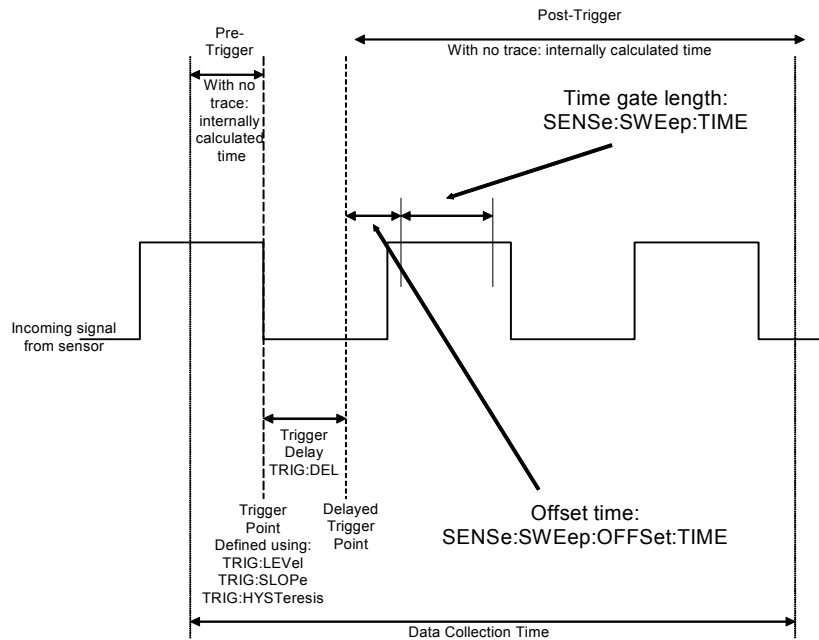 Pre-
Trigger
With no
trace:
internally
calculated
time
Post-Trigger
With no trace: internally calculated time
Time gate length:
SENSe:SWEep:TIME
Incoming signal
from sensor
Trigger
Delay
TRIG:DEL
Trigger
Point
Defined using:
TRIG:LEVel
TRIG:SLOPe
TRIG:HYSTeresis
Delayed
Trigger
Point
Offset time:
SENSe:SWEep:OFFSet:TIME
Data Collection Time